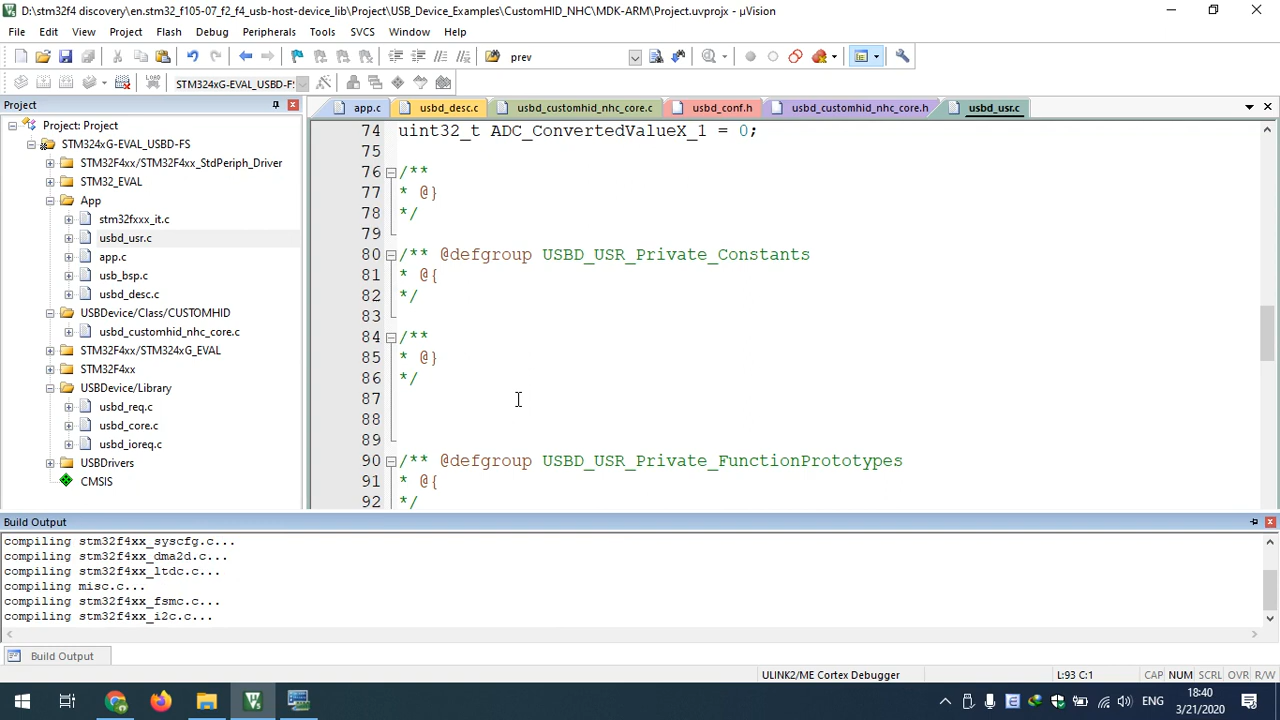 D:\stm32f4 discovery\en.stm32_f105-07_f2_f4_usb-host-device_lib\Project\USB_Device_Examples\CustomHID_NHC\MDK-ARM\Project.uvprojx - µVision
File Edit View Project Flash Debug Peripherals Tools SVCS Window Help
prev
LOAD STM324xG-EVAL_USBD-FS
Project
app.c usbd_desc.c usbd_customhid_nhc_core.c usbd_conf.h usbd_customhid_nhc_core.h usbd_usr.c
Project: Project
STM324xG-EVAL_USBD-FS
STM32F4xx/STM32F4xx_StdPeriph_Driver
STM32_EVAL
App
stm32fxxx_it.c
usbd_usr.c
app.c
usb_bsp.c
usbd_desc.c
USBDevice/Class/CUSTOMHID
usbd_customhid_nhc_core.c
STM32F4xx/STM324xG_EVAL
STM32F4xx
USBDevice/Library
usbd_req.c
usbd_core.c
usbd_ioreq.c
USBDrivers
CMSIS
74 uint32_t ADC_ConvertedValueX_1 = 0;
75
76 /**
77 * @}
78 */
79
80 /** @defgroup USBD_USR_Private_Constants
81 * @{
82 */
83
84 /**
85 * @}
86 */
87
88
89
90 /** @defgroup USBD_USR_Private_FunctionPrototypes
91 * @{
92 */
Build Output
compiling stm32f4xx_syscfg.c...
compiling stm32f4xx_dma2d.c...
compiling stm32f4xx_ltdc.c...
compiling misc.c...
compiling stm32f4xx_fsmc.c...
compiling stm32f4xx_i2c.c...
Build Output
ULINK2/ME Cortex Debugger L:93 C:1 CAP NUM SCRL OVR R/W
ENG
18:40
3/21/2020